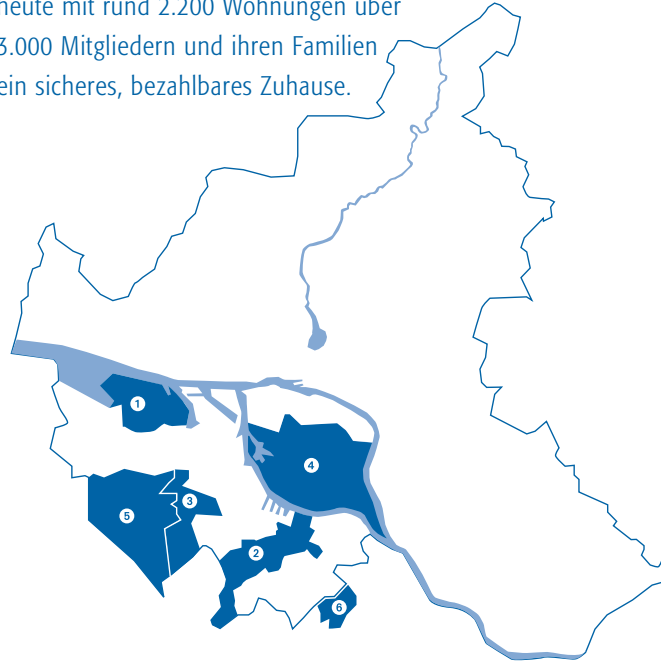 heute mit rund 2.200 Wohnungen über
3.000 Mitgliedern und ihren Familien
ein sicheres, bezahlbares Zuhause.
1
4
3
5
2
6